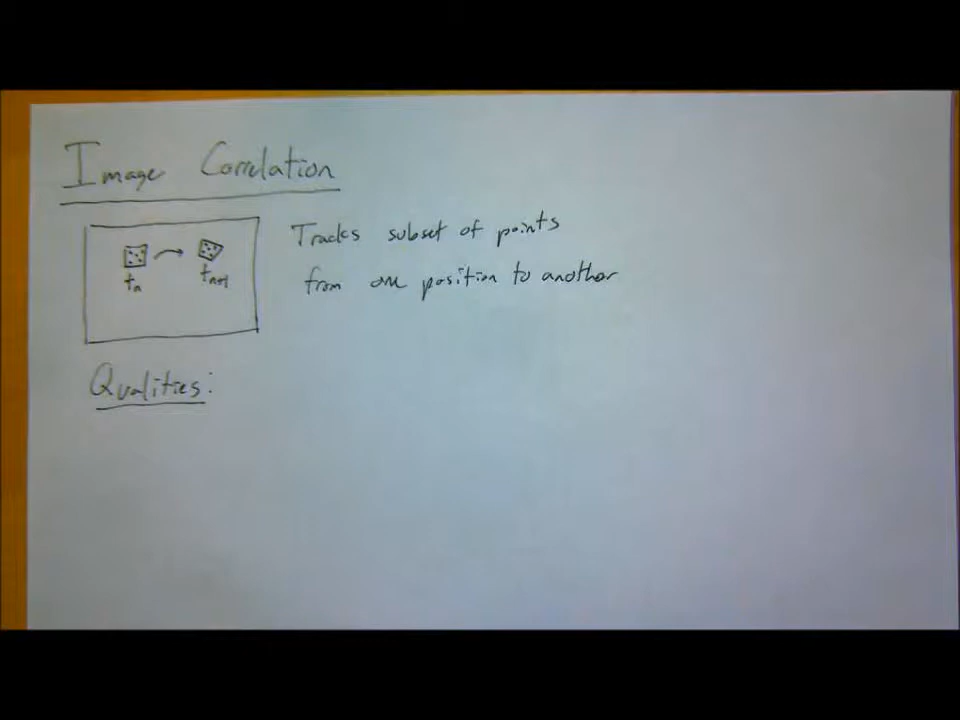 Image Correlation
Tracks subset of points
from one position to another
tn tn+1
Qualities: